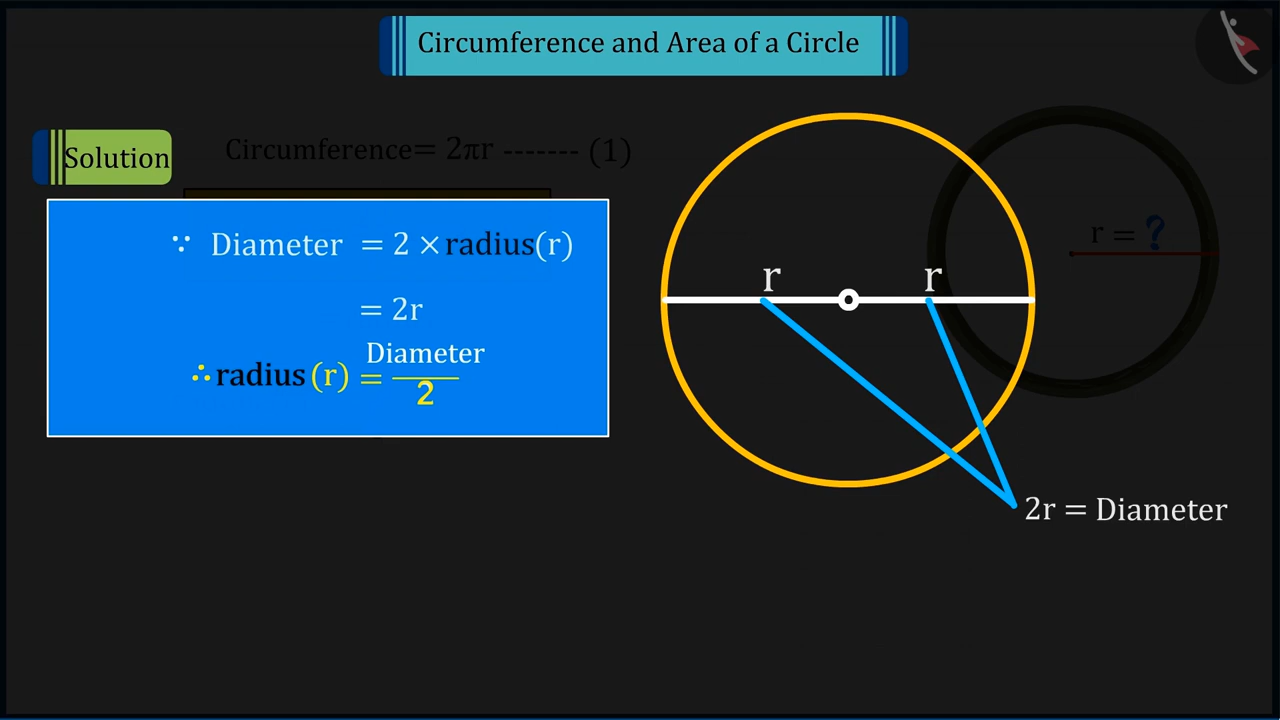 Circumference and Area of a Circle
Solution
Circumference= 2πr ------- (1)
∵ Diameter = 2 × radius(r)
= 2r
∴ radius (r) = Diameter
2
r
r
r = ?
2r = Diameter